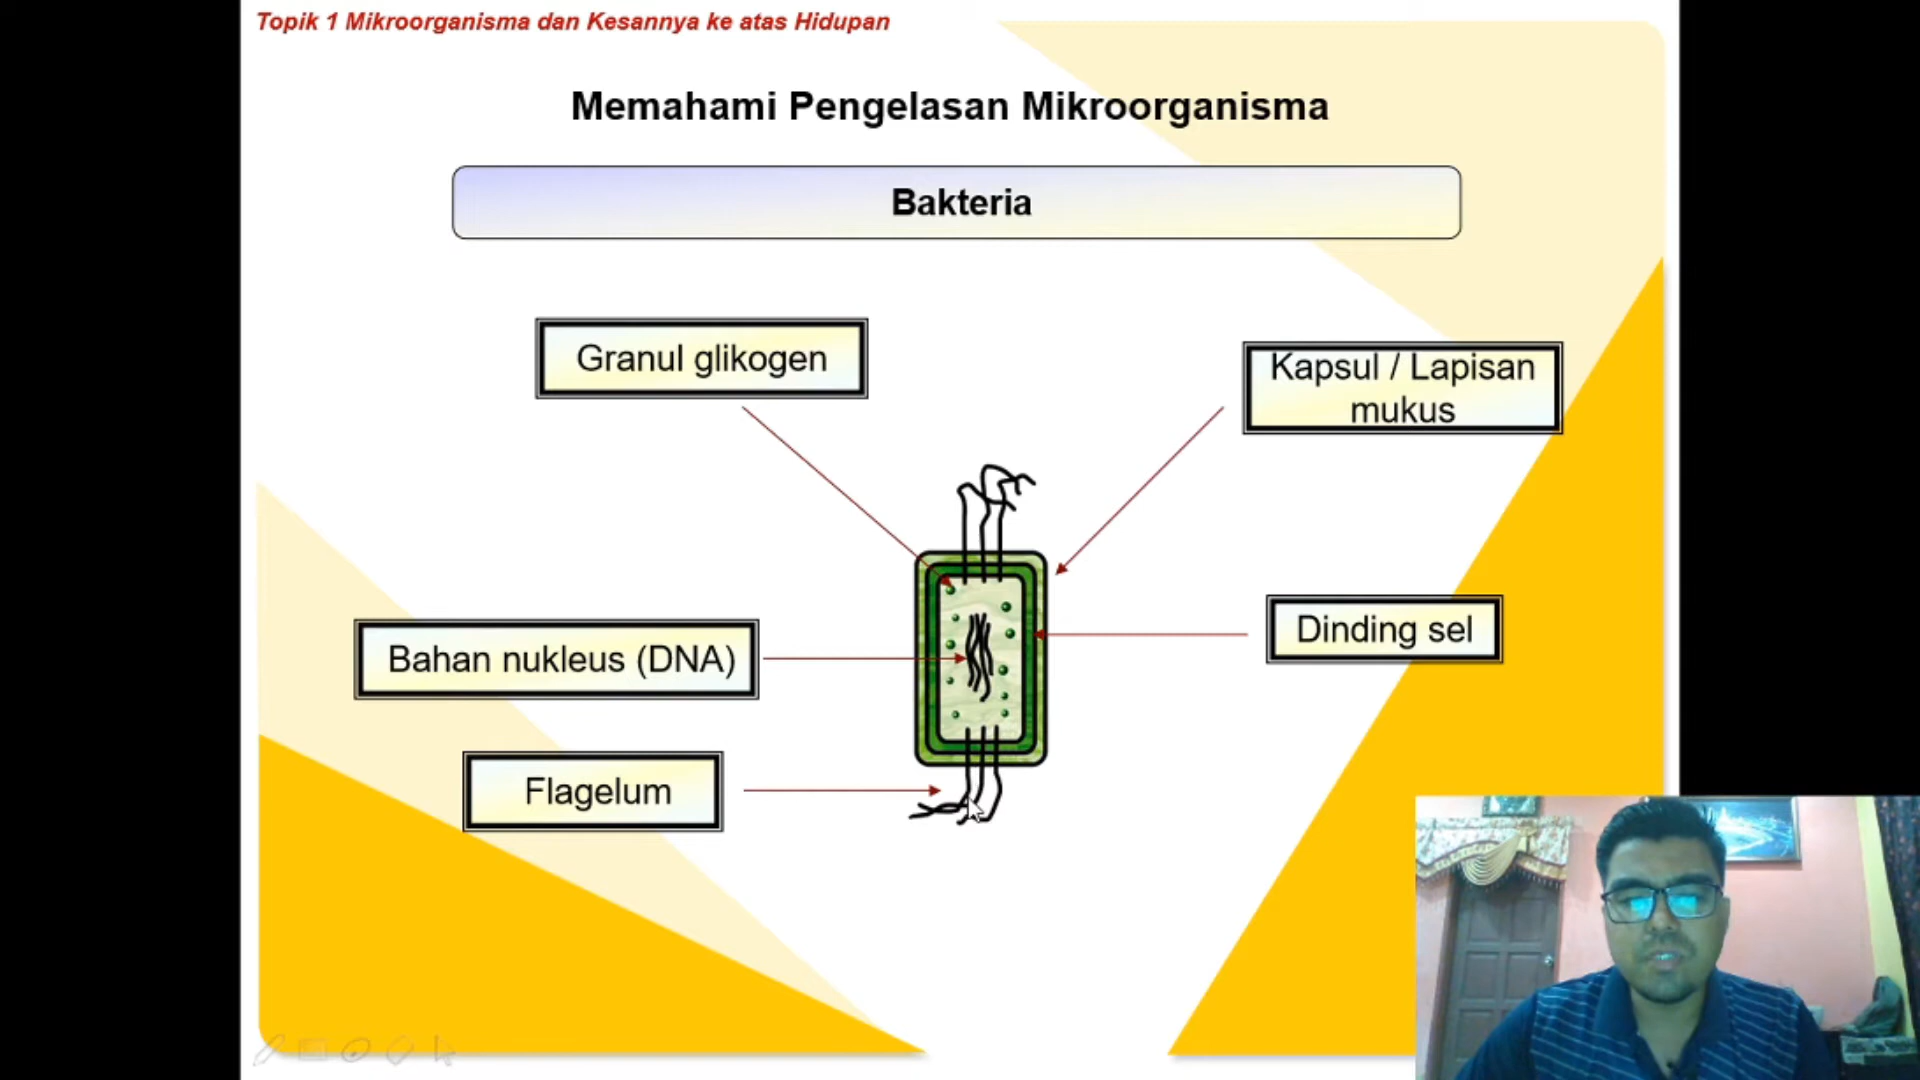 Topik 1 Mikroorganisma dan Kesannya ke atas Hidupan
Memahami Pengelasan Mikroorganisma
Bakteria
Granul glikogen
Kapsul / Lapisan
mukus
Bahan nukleus (DNA)
Dinding sel
Flagelum